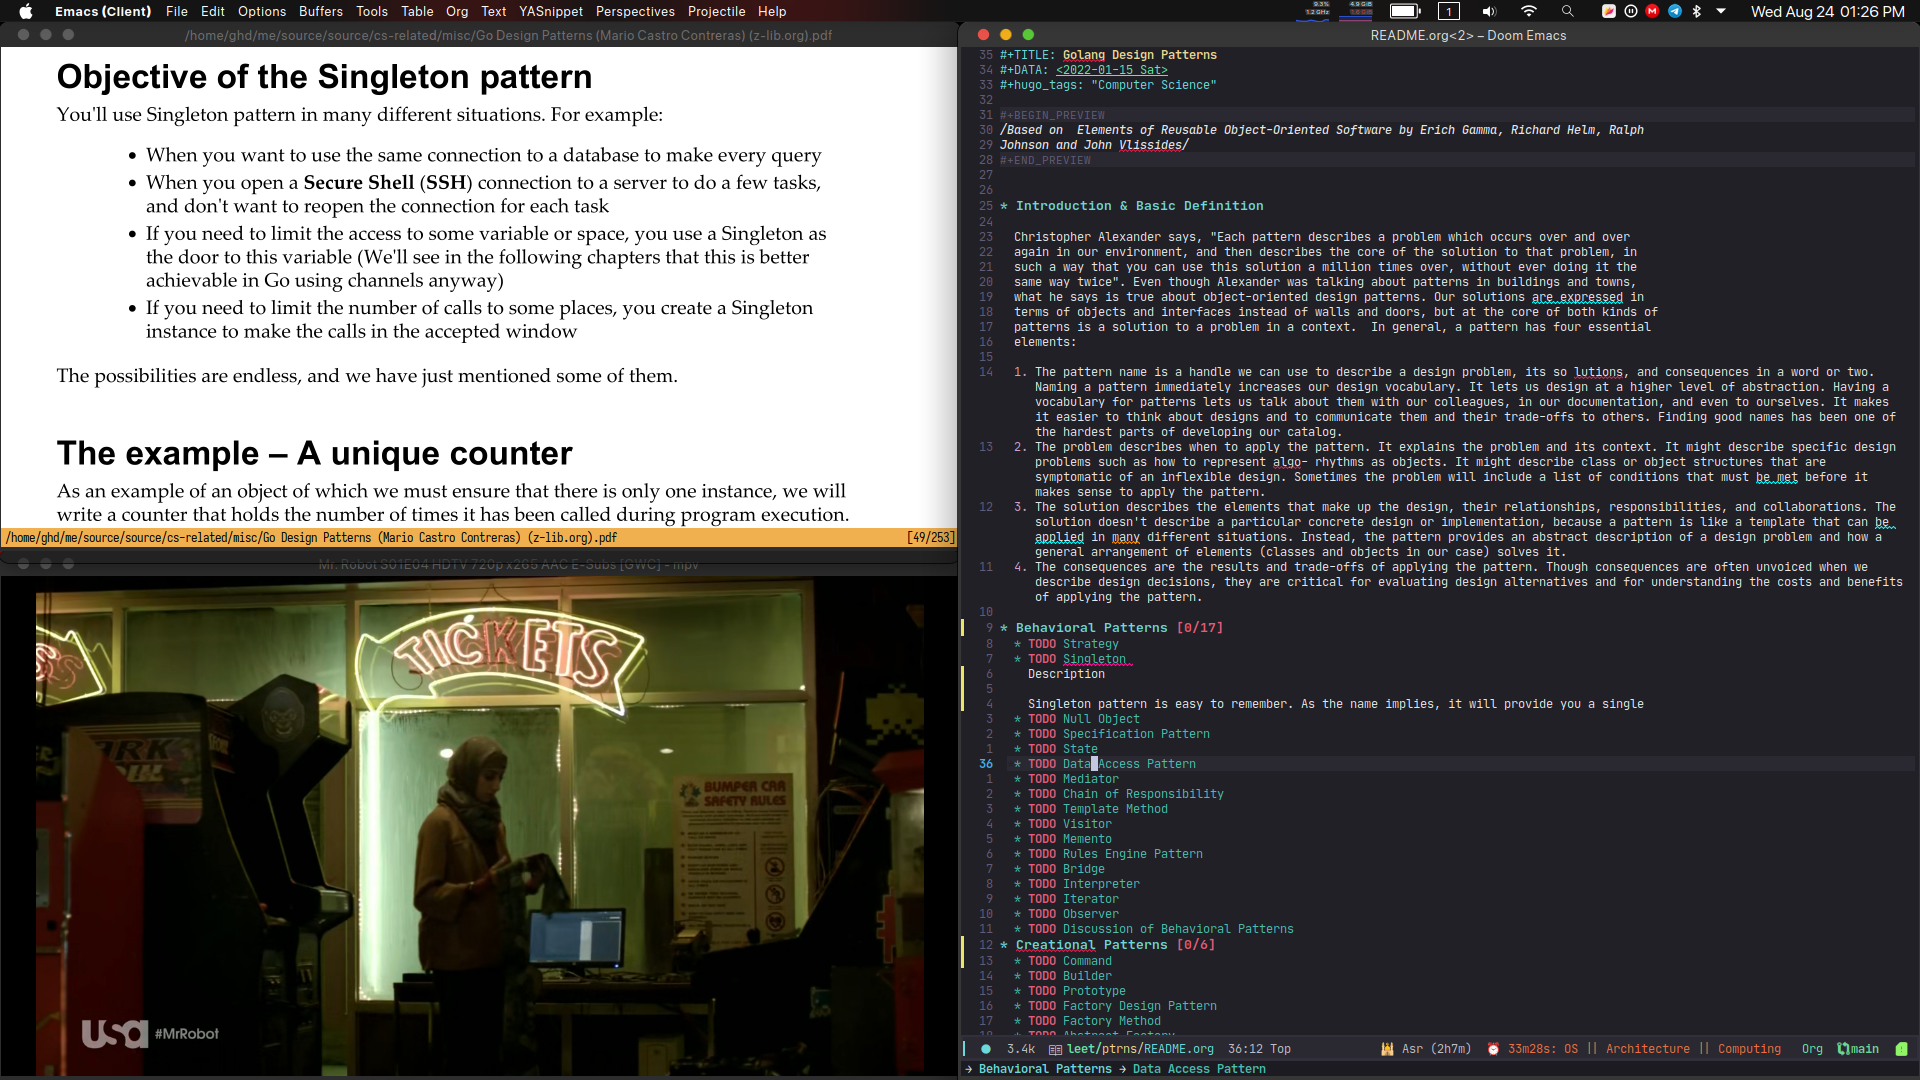 Emacs (Client) File Edit Options Buffers Tools Table Org Text YASnippet Perspectives Projectile Help
9.3%
1.2 GHz
4.9 GiB
1
Wed Aug 24 01:26 PM
/home/ghd/me/source/source/cs-related/misc/Go Design Patterns (Mario Castro Contreras) (z-lib.org).pdf
Objective of the Singleton pattern
You'll use Singleton pattern in many different situations. For example:
• When you want to use the same connection to a database to make every query
• When you open a Secure Shell (SSH) connection to a server to do a few tasks,
and don't want to reopen the connection for each task
• If you need to limit the access to some variable or space, you use a Singleton as
the door to this variable (We'll see in the following chapters that this is better
achievable in Go using channels anyway)
• If you need to limit the number of calls to some places, you create a Singleton
instance to make the calls in the accepted window
The possibilities are endless, and we have just mentioned some of them.
The example – A unique counter
As an example of an object of which we must ensure that there is only one instance, we will
write a counter that holds the number of times it has been called during program execution.
/home/ghd/me/source/source/cs-related/misc/Go Design Patterns (Mario Castro Contreras) (z-lib.org).pdf [49/253]
Mr. Robot S01E04 HDTV 720p x265 AAC E-Subs [GWC] - mpv
TICKETS
BUMPER CAR
SAFETY RULES
usa #MrRobot
README.org<2> – Doom Emacs
35 #+TITLE: Golang Design Patterns
34 #+DATA: <2022-01-15 Sat>
33 #+hugo_tags: "Computer Science"
32
31 #+BEGIN_PREVIEW
30 /Based on  Elements of Reusable Object-Oriented Software by Erich Gamma, Richard Helm, Ralph
29 Johnson and John Vlissides/
28 #+END_PREVIEW
27
26
25 * Introduction & Basic Definition
24
23 Christopher Alexander says, "Each pattern describes a problem which occurs over and over
22 again in our environment, and then describes the core of the solution to that problem, in
21 such a way that you can use this solution a million times over, without ever doing it the
20 same way twice". Even though Alexander was talking about patterns in buildings and towns,
19 what he says is true about object-oriented design patterns. Our solutions are expressed in
18 terms of objects and interfaces instead of walls and doors, but at the core of both kinds of
17 patterns is a solution to a problem in a context.  In general, a pattern has four essential
16 elements:
15
14 1. The pattern name is a handle we can use to describe a design problem, its so lutions, and consequences in a word or two.
Naming a pattern immediately increases our design vocabulary. It lets us design at a higher level of abstraction. Having a
vocabulary for patterns lets us talk about them with our colleagues, in our documentation, and even to ourselves. It makes
it easier to think about designs and to communicate them and their trade-offs to others. Finding good names has been one of
the hardest parts of developing our catalog.
13 2. The problem describes when to apply the pattern. It explains the problem and its context. It might describe specific design
problems such as how to represent algo- rhythms as objects. It might describe class or object structures that are
symptomatic of an inflexible design. Sometimes the problem will include a list of conditions that must be met before it
makes sense to apply the pattern.
12 3. The solution describes the elements that make up the design, their relationships, responsibilities, and collaborations. The
solution doesn't describe a particular concrete design or implementation, because a pattern is like a template that can be
applied in many different situations. Instead, the pattern provides an abstract description of a design problem and how a
general arrangement of elements (classes and objects in our case) solves it.
11 4. The consequences are the results and trade-offs of applying the pattern. Though consequences are often unvoiced when we
describe design decisions, they are critical for evaluating design alternatives and for understanding the costs and benefits
of applying the pattern.
10
9 * Behavioral Patterns [0/17]
8 * TODO Strategy
7 * TODO Singleton
6 Description
5
4 Singleton pattern is easy to remember. As the name implies, it will provide you a single
3 * TODO Null Object
2 * TODO Specification Pattern
1 * TODO State
36 * TODO Data Access Pattern
1 * TODO Mediator
2 * TODO Chain of Responsibility
3 * TODO Template Method
4 * TODO Visitor
5 * TODO Memento
6 * TODO Rules Engine Pattern
7 * TODO Bridge
8 * TODO Interpreter
9 * TODO Iterator
10 * TODO Observer
11 * TODO Discussion of Behavioral Patterns
12 * Creational Patterns [0/6]
13 * TODO Command
14 * TODO Builder
15 * TODO Prototype
16 * TODO Factory Design Pattern
17 * TODO Factory Method
18 * TODO Abstract Factory
3.4k leet/ptrns/README.org 36:12 Top Asr (2h7m) 33m28s: OS || Architecture || Computing Org main
→ Behavioral Patterns → Data Access Pattern